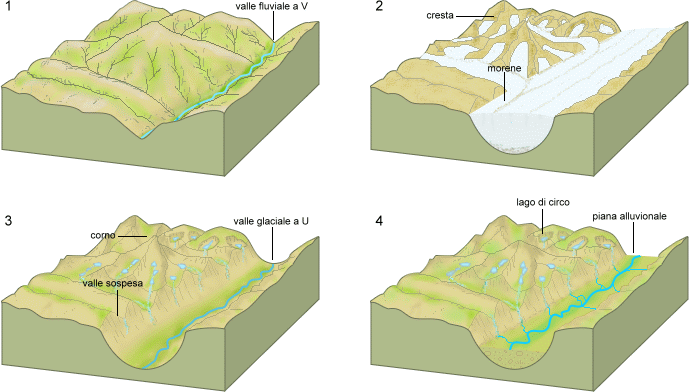 1
valle fluviale a V
2
cresta
morene
3
valle glaciale a U
corno
valle sospesa
4
lago di circo
piana alluvionale